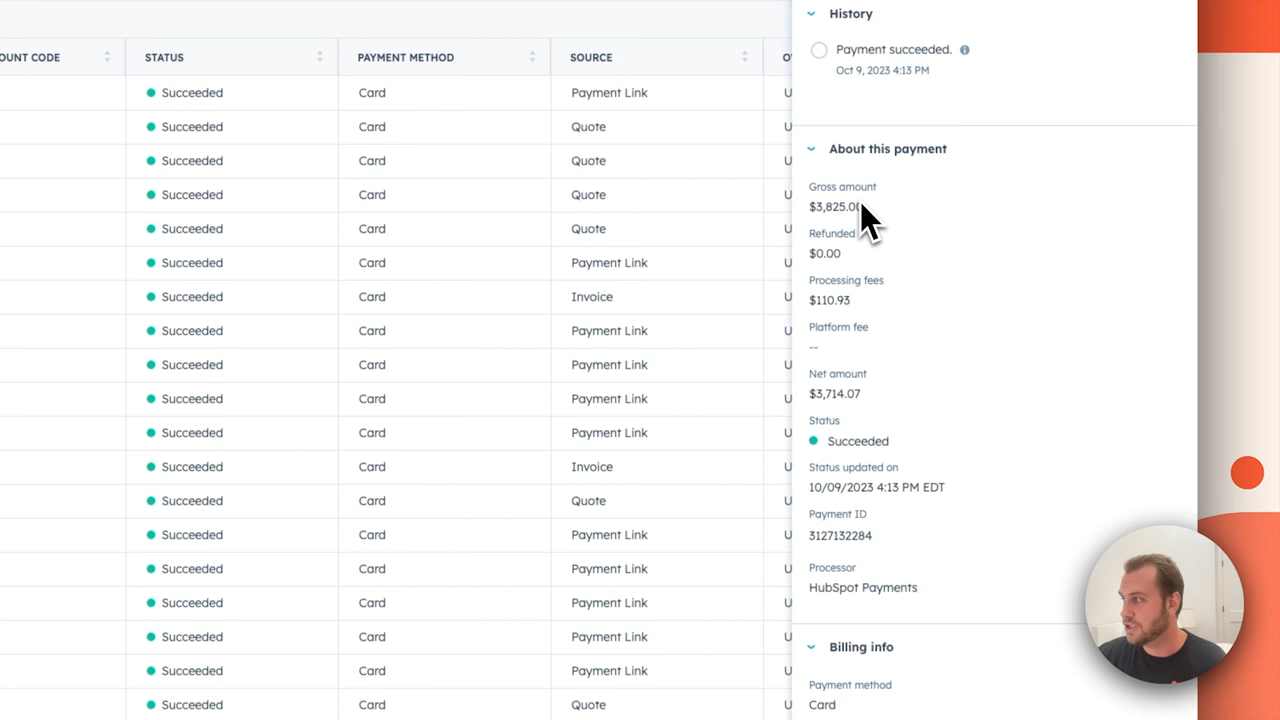 OUNT CODE STATUS PAYMENT METHOD SOURCE
Succeeded Card Payment Link U
Succeeded Card Quote U
Succeeded Card Quote U
Succeeded Card Quote U
Succeeded Card Quote U
Succeeded Card Payment Link U
Succeeded Card Invoice U
Succeeded Card Payment Link U
Succeeded Card Payment Link U
Succeeded Card Payment Link U
Succeeded Card Payment Link U
Succeeded Card Invoice U
Succeeded Card Quote U
Succeeded Card Payment Link U
Succeeded Card Payment Link U
Succeeded Card Payment Link U
Succeeded Card Payment Link U
Succeeded Card Payment Link U
Succeeded Card Quote U
History
Payment succeeded.
Oct 9, 2023 4:13 PM
About this payment
Gross amount
$3,825.00
Refunded
$0.00
Processing fees
$110.93
Platform fee
--
Net amount
$3,714.07
Status
Succeeded
Status updated on
10/09/2023 4:13 PM EDT
Payment ID
3127132284
Processor
HubSpot Payments
Billing info
Payment method
Card